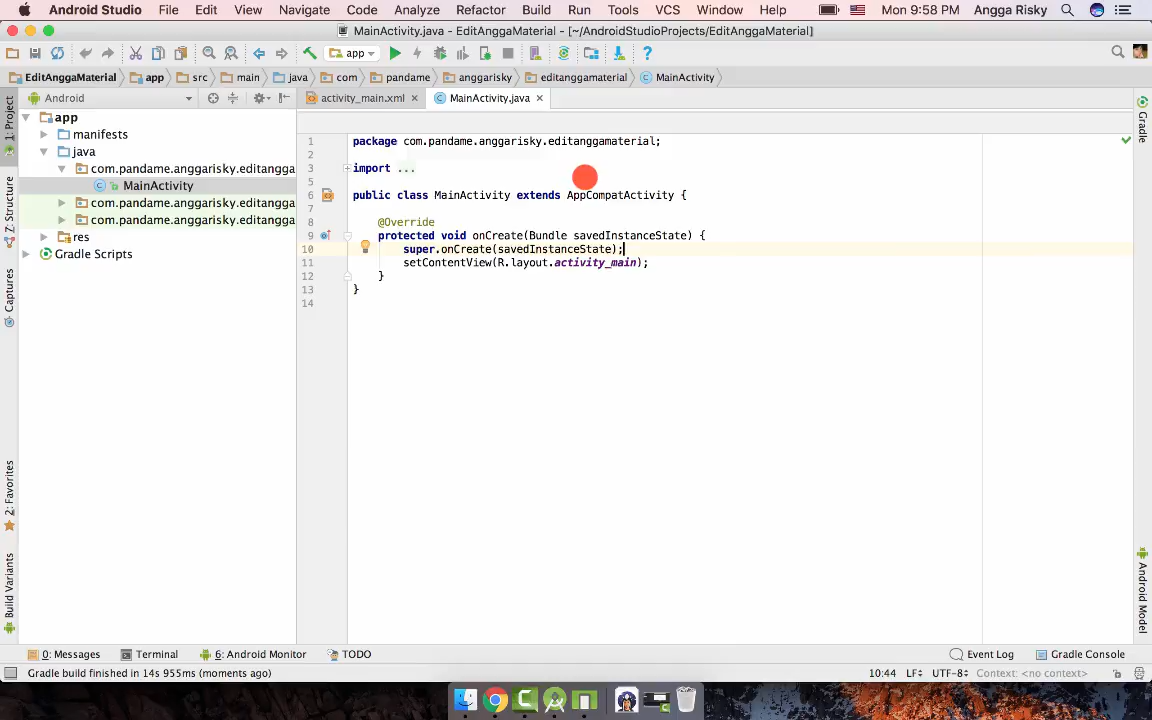 Android Studio File Edit View Navigate Code Analyze Refactor Build Run Tools VCS Window Help Mon 9:58 PM Angga Risky
MainActivity.java - EditAnggaMaterial - [~/AndroidStudioProjects/EditAnggaMaterial]
app
EditAnggaMaterial app src main java com pandame anggarisky editanggamaterial MainActivity
Android
activity_main.xml MainActivity.java
1: Project
Z: Structure
Captures
2: Favorites
Build Variants
app
manifests
java
com.pandame.anggarisky.editangga
MainActivity
com.pandame.anggarisky.editangga
com.pandame.anggarisky.editangga
res
Gradle Scripts
1 package com.pandame.anggarisky.editanggamaterial;
2
3 import ...
5
6 public class MainActivity extends AppCompatActivity {
7
8 @Override
9 protected void onCreate(Bundle savedInstanceState) {
10 super.onCreate(savedInstanceState);
11 setContentView(R.layout.activity_main);
12 }
13 }
14
Gradle
Android Model
0: Messages Terminal 6: Android Monitor TODO Event Log Gradle Console
Gradle build finished in 14s 955ms (moments ago) 10:44 LF UTF-8 Context: <no context>